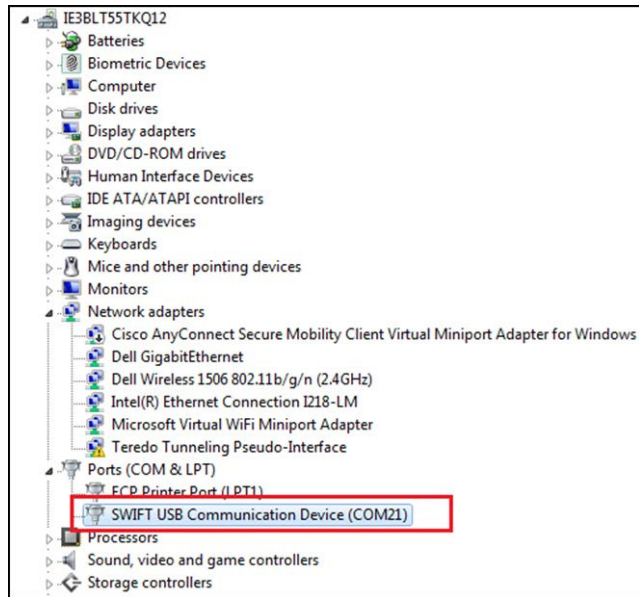 IE3BLT55TKQ12
Batteries
Biometric Devices
Computer
Disk drives
Display adapters
DVD/CD-ROM drives
Human Interface Devices
IDE ATA/ATAPI controllers
Imaging devices
Keyboards
Mice and other pointing devices
Monitors
Network adapters
Cisco AnyConnect Secure Mobility Client Virtual Miniport Adapter for Windows
Dell GigabitEthernet
Dell Wireless 1506 802.11b/g/n (2.4GHz)
Intel(R) Ethernet Connection I218-LM
Microsoft Virtual WiFi Miniport Adapter
Teredo Tunneling Pseudo-Interface
Ports (COM & LPT)
ECP Printer Port (LPT1)
SWIFT USB Communication Device (COM21)
Processors
Sound, video and game controllers
Storage controllers